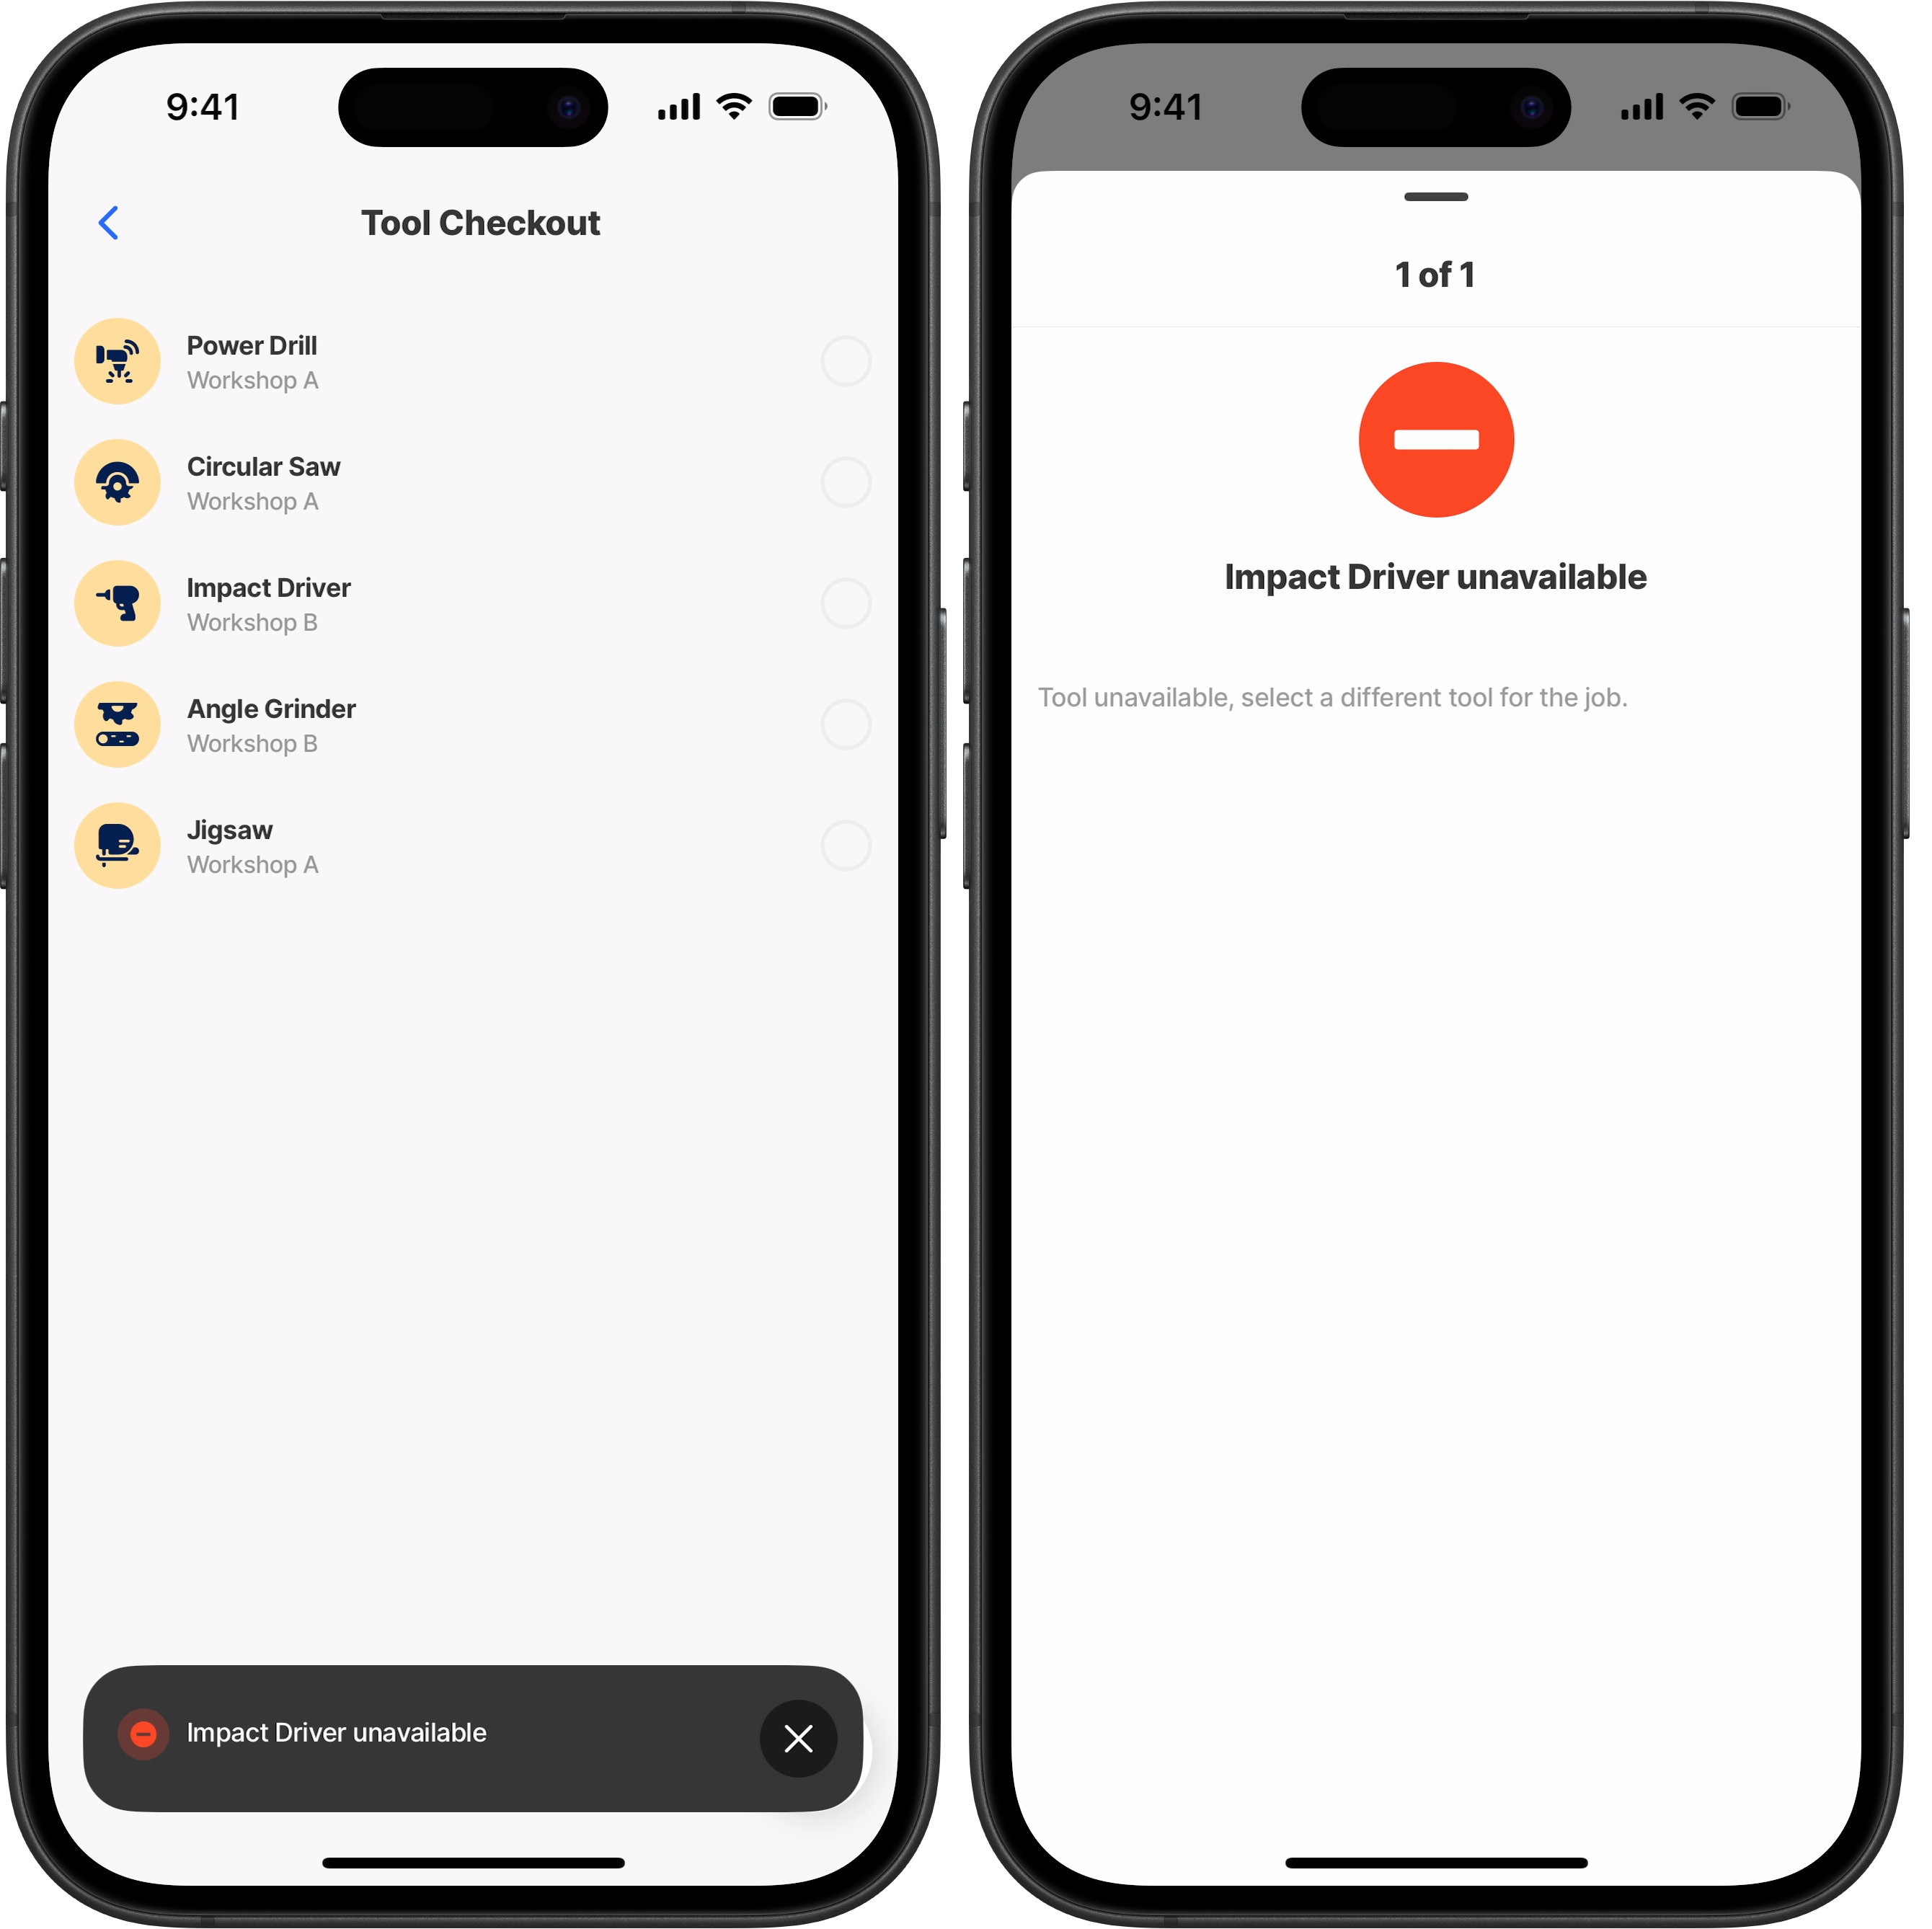 9:41
Tool Checkout
Power Drill
Workshop A
Circular Saw
Workshop A
Impact Driver
Workshop B
Angle Grinder
Workshop B
Jigsaw
Workshop A
Impact Driver unavailable
9:41
1 of 1
Impact Driver unavailable
Tool unavailable, select a different tool for the job.